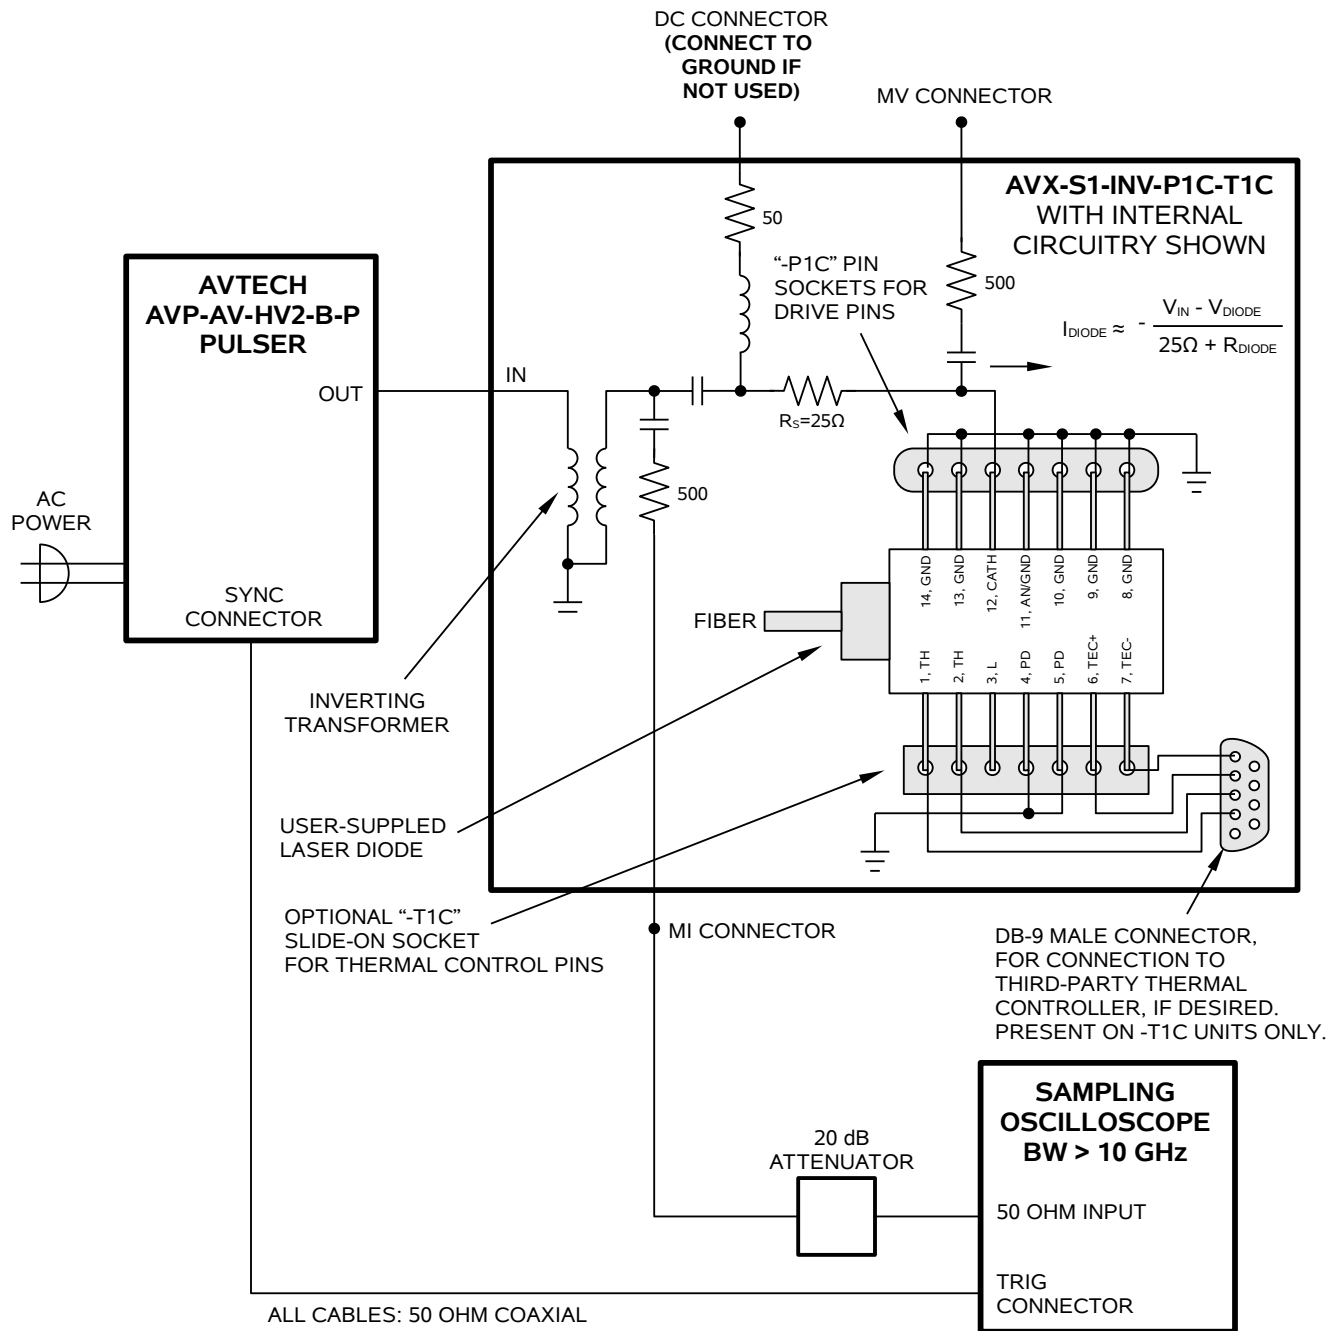 DC CONNECTOR
(CONNECT TO
GROUND IF
NOT USED)
MV CONNECTOR
AVX-S1-INV-P1C-T1C
WITH INTERNAL
CIRCUITRY SHOWN
50
“-P1C” PIN
SOCKETS FOR
DRIVE PINS
500
IDIODE ≈ - VIN - VDIODE
25Ω + RDIODE
AVTECH
AVP-AV-HV2-B-P
PULSER
OUT
IN
RS=25Ω
500
AC
POWER
SYNC
CONNECTOR
14, GND
13, GND
12, CATH
11, AN/GND
10, GND
9, GND
8, GND
FIBER
1, TH
2, TH
3, L
4, PD
5, PD
6, TEC+
7, TEC-
INVERTING
TRANSFORMER
USER-SUPPLED
LASER DIODE
OPTIONAL “-T1C”
SLIDE-ON SOCKET
FOR THERMAL CONTROL PINS
MI CONNECTOR
DB-9 MALE CONNECTOR,
FOR CONNECTION TO
THIRD-PARTY THERMAL
CONTROLLER, IF DESIRED.
PRESENT ON -T1C UNITS ONLY.
SAMPLING
OSCILLOSCOPE
BW > 10 GHz
20 dB
ATTENUATOR
50 OHM INPUT
TRIG
CONNECTOR
ALL CABLES: 50 OHM COAXIAL